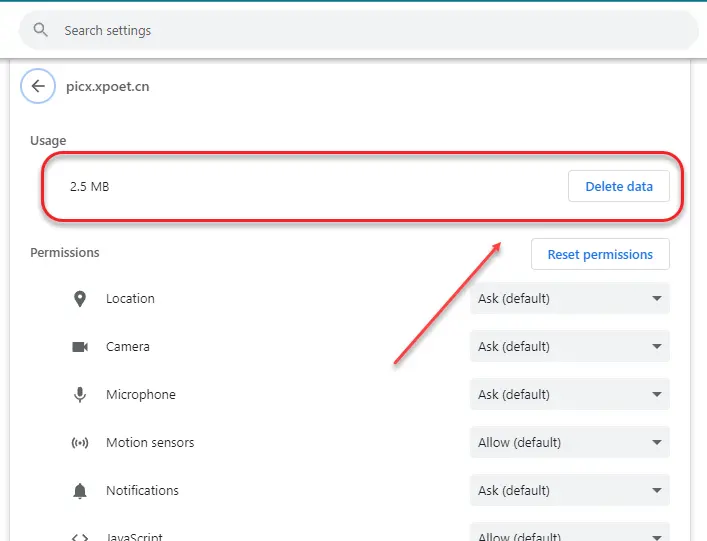 Search settings
picx.xpoet.cn
Usage
2.5 MB
Delete data
Permissions
Reset permissions
Location
Ask (default)
Camera
Ask (default)
Microphone
Ask (default)
Motion sensors
Allow (default)
Notifications
Ask (default)
JavaScript
Allow (default)